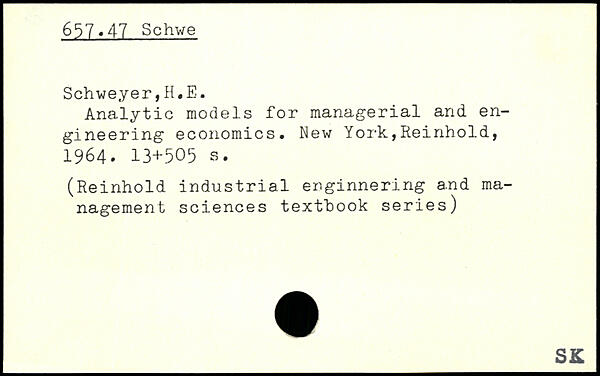 657.47 Schwe
Schweyer,H.E.
Analytic models for managerial and en-
gineering economics. New York,Reinhold,
1964. 13+505 s.
(Reinhold industrial enginnering and ma-
nagement sciences textbook series)
SK